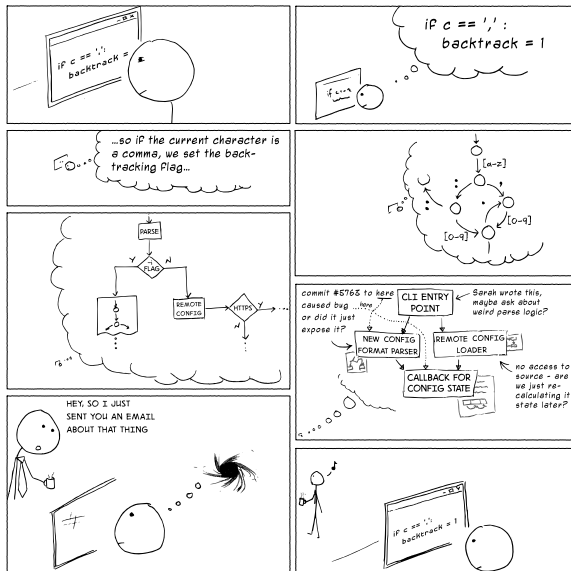 if c == ',':
backtrack =
if c == ',' :
backtrack = 1
...so if the current character is
a comma, we set the back-
tracking flag...
[a-z]
:
,
[0-9]
[0-9]
PARSE
Y
¬
FLAG
N
REMOTE
CONFIG
HTTPS
Y
N
commit #5763 to here
caused bug here
or did it just
expose it?
CLI ENTRY
POINT
Sarah wrote this,
maybe ask about
weird parse logic?
NEW CONFIG
FORMAT PARSER
REMOTE CONFIG
LOADER
CALLBACK FOR
CONFIG STATE
no access to
source - are
we just re-
calculating it
state later?
HEY, SO I JUST
SENT YOU AN EMAIL
ABOUT THAT THING
if c == ',':
backtrack = 1